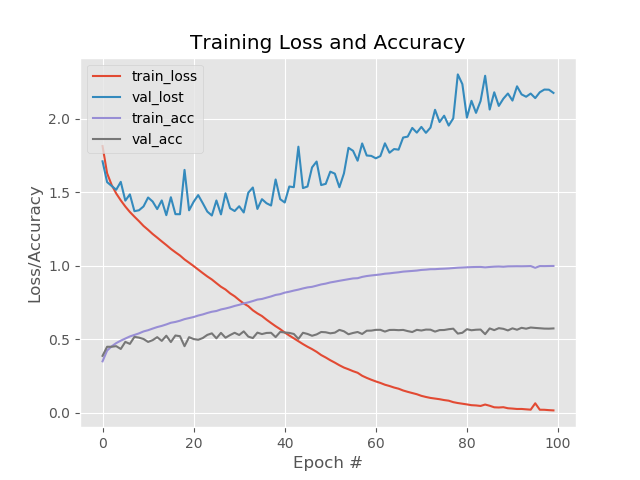 Training Loss and Accuracy
train_loss
val_lost
train_acc
val_acc
Loss/Accuracy
2.0
1.5
1.0
0.5
0.0
0 20 40 60 80 100
Epoch #